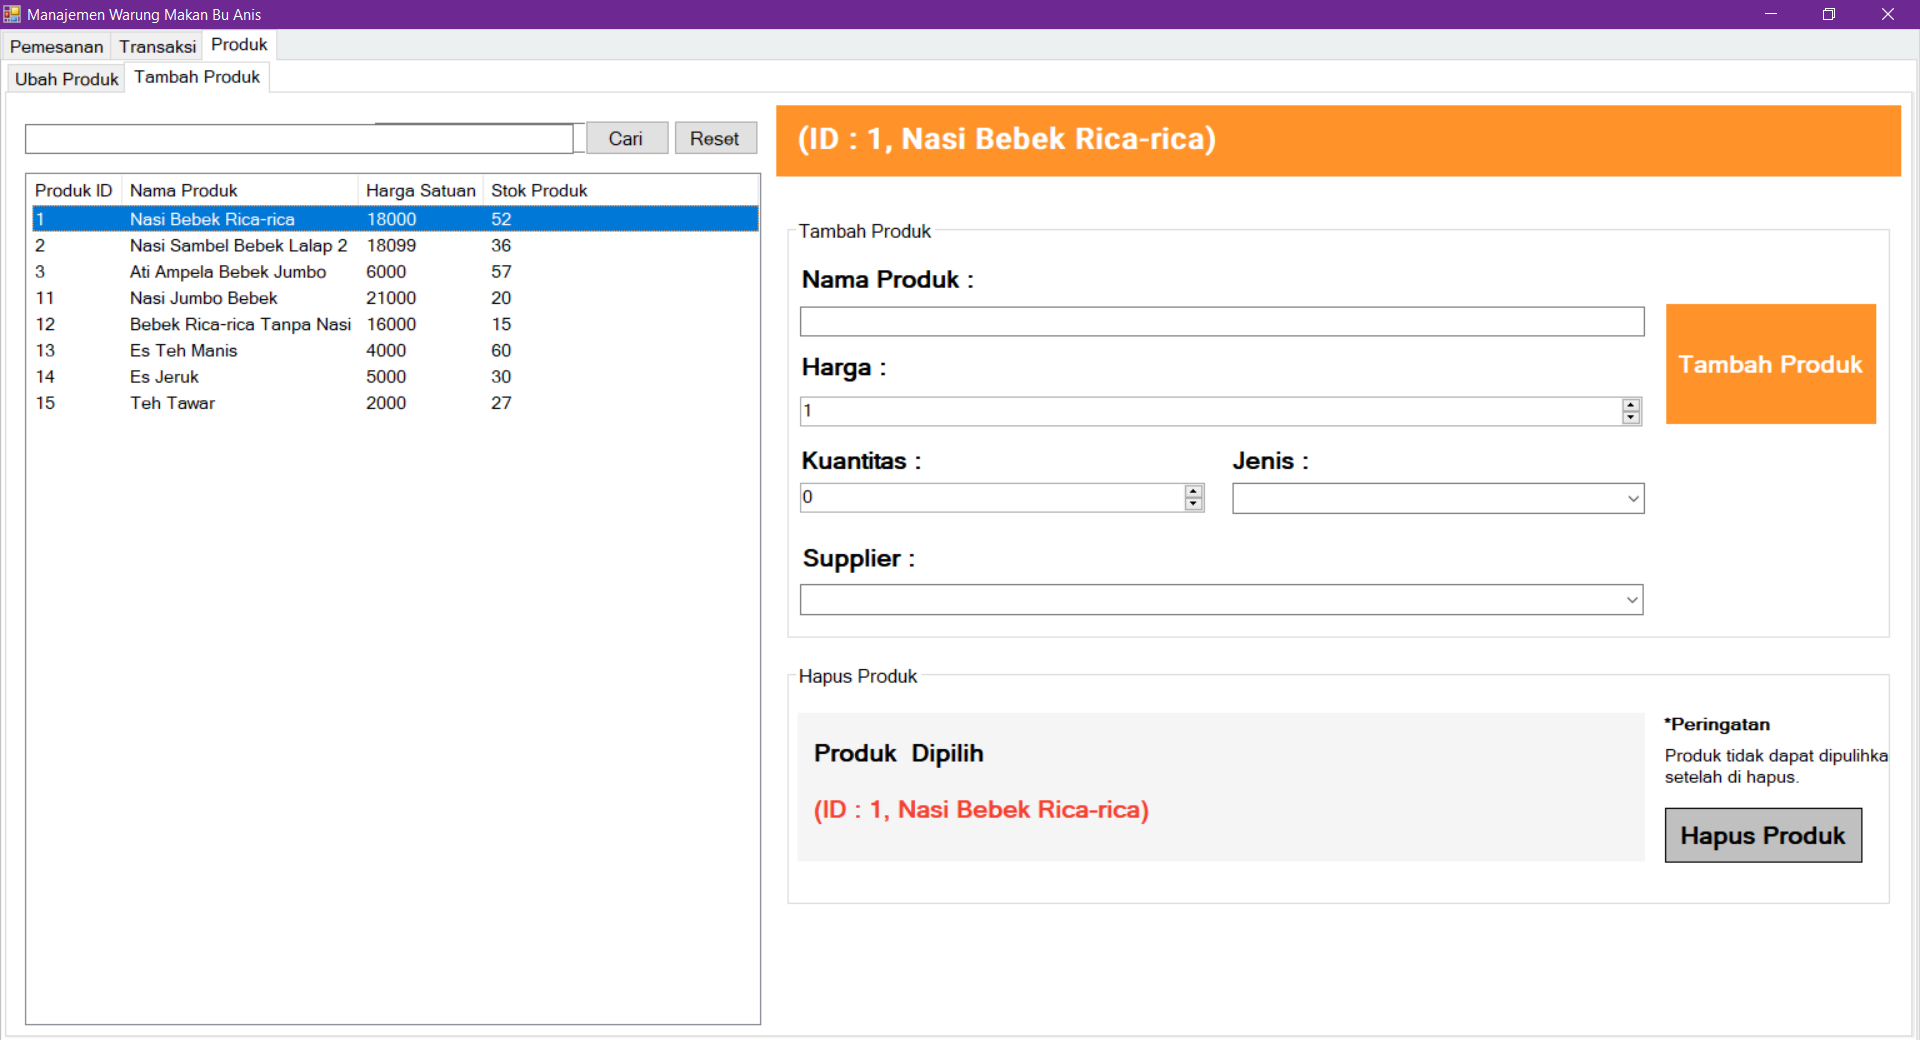 Manajemen Warung Makan Bu Anis
Pemesanan Transaksi Produk
Ubah Produk Tambah Produk
Cari Reset
Produk ID Nama Produk Harga Satuan Stok Produk
1 Nasi Bebek Rica-rica 18000 52
2 Nasi Sambel Bebek Lalap 2 18099 36
3 Ati Ampela Bebek Jumbo 6000 57
11 Nasi Jumbo Bebek 21000 20
12 Bebek Rica-rica Tanpa Nasi 16000 15
13 Es Teh Manis 4000 60
14 Es Jeruk 5000 30
15 Teh Tawar 2000 27
(ID : 1, Nasi Bebek Rica-rica)
Tambah Produk
Nama Produk :
Harga :
1
Tambah Produk
Kuantitas : Jenis :
0
Supplier :
Hapus Produk
Produk Dipilih
(ID : 1, Nasi Bebek Rica-rica)
*Peringatan
Produk tidak dapat dipulihka
setelah di hapus.
Hapus Produk